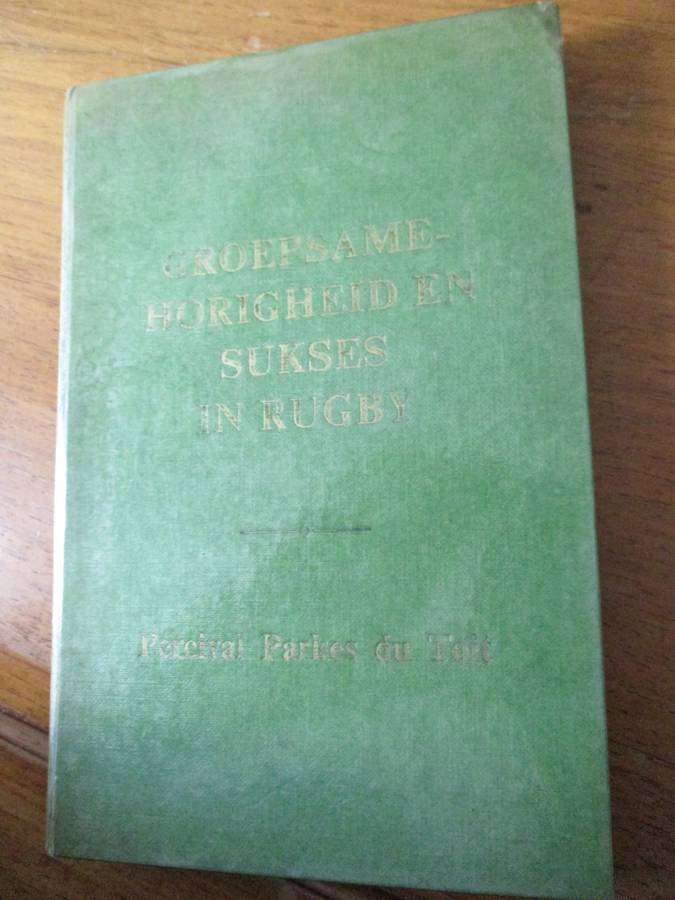 GROEPSAME-
HORIGHEID EN
SUKSES
IN RUGBY
Percival Parkes du Toit